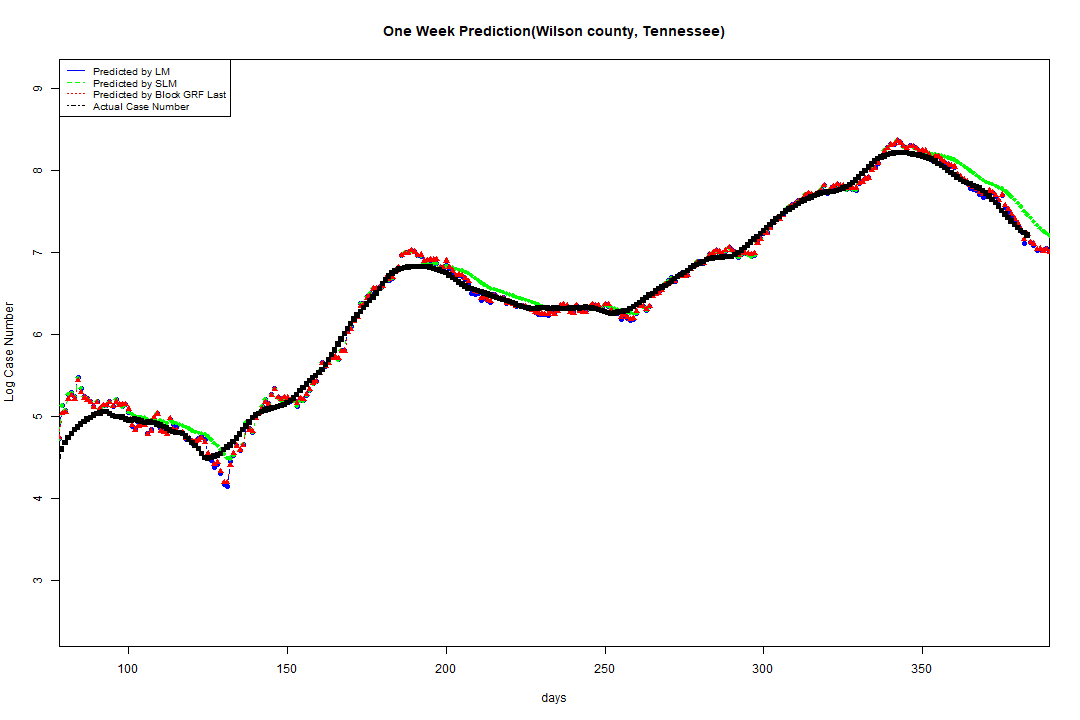 One Week Prediction(Wilson county, Tennessee)
Predicted by LM
Predicted by SLM
Predicted by Block GRF Last
Actual Case Number
9
8
7
6
5
4
3
Log Case Number
100 150 200 250 300 350
days